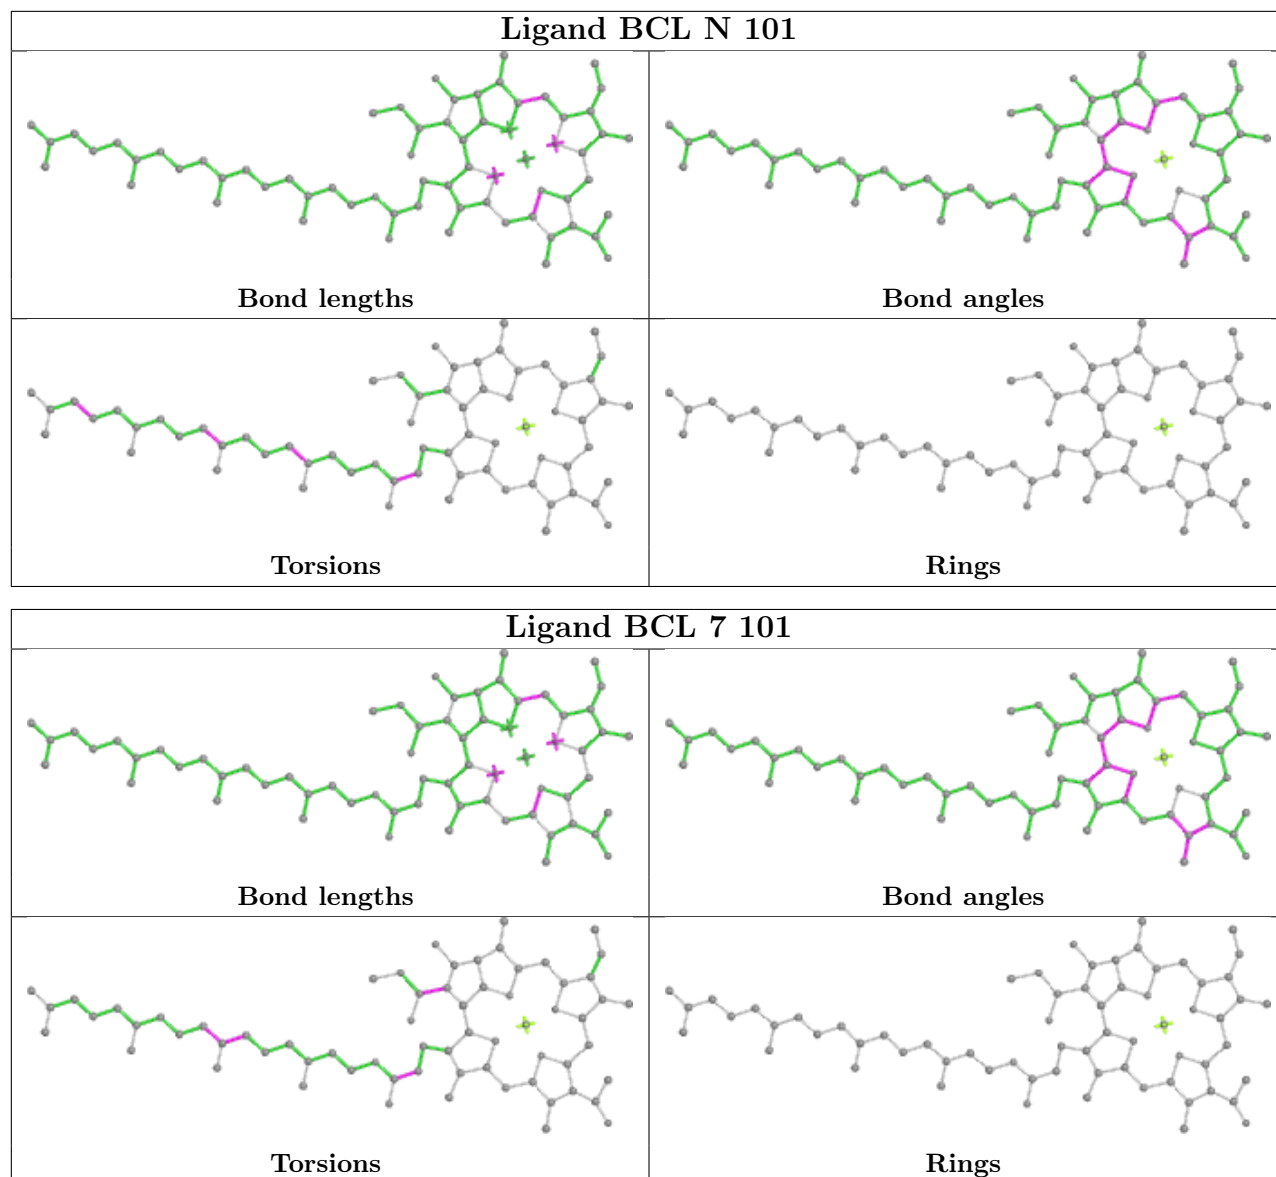 Ligand BCL N 101
Bond lengths
Bond angles
Torsions
Rings
Ligand BCL 7 101
Bond lengths
Bond angles
Torsions
Rings